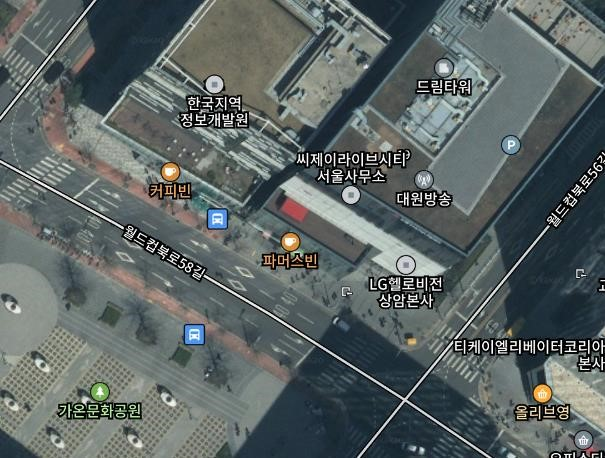 한국지역
정보개발원
드림타워
P
씨제이라이브시티
서울사무소
대원방송
커피빈
월드컵북로56길
월드컵북로58길
파머스빈
LG헬로비전
상암본사
티케이엘리베이터코리아
본사
가온문화공원
올리브영